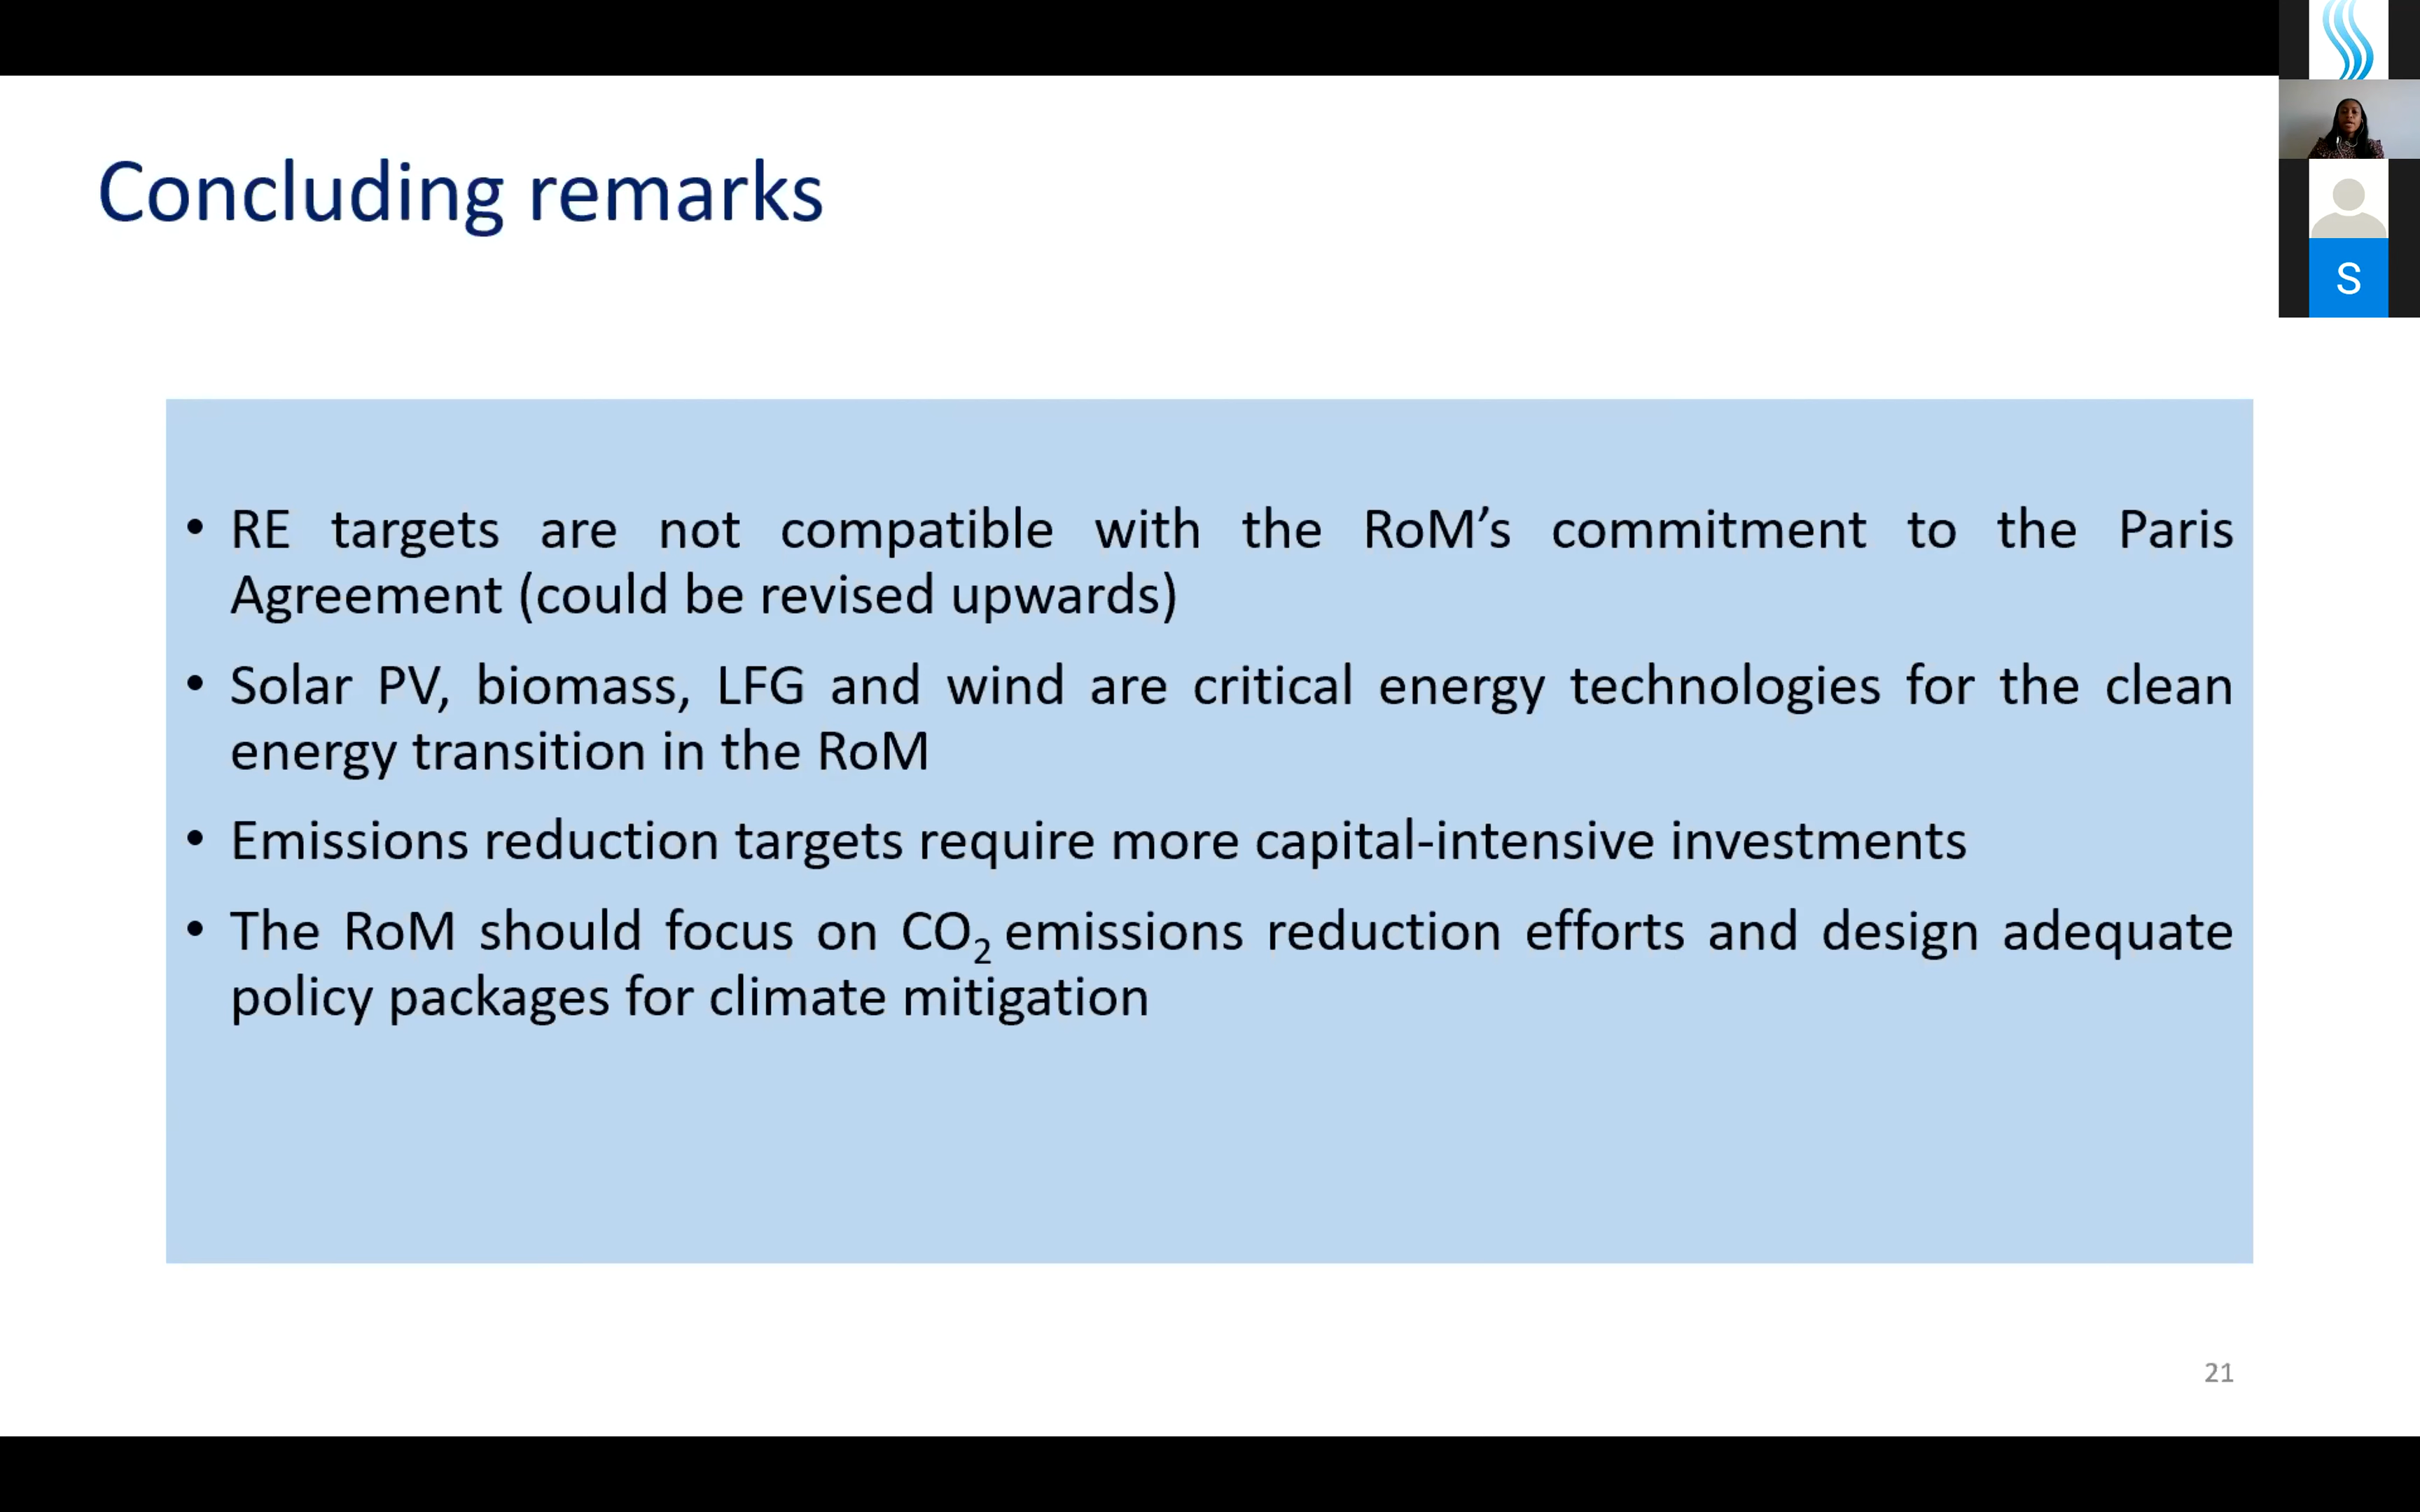 Concluding remarks
S
• RE targets are not compatible with the RoM’s commitment to the Paris
Agreement (could be revised upwards)
• Solar PV, biomass, LFG and wind are critical energy technologies for the clean
energy transition in the RoM
• Emissions reduction targets require more capital-intensive investments
• The RoM should focus on CO₂ emissions reduction efforts and design adequate
policy packages for climate mitigation
21